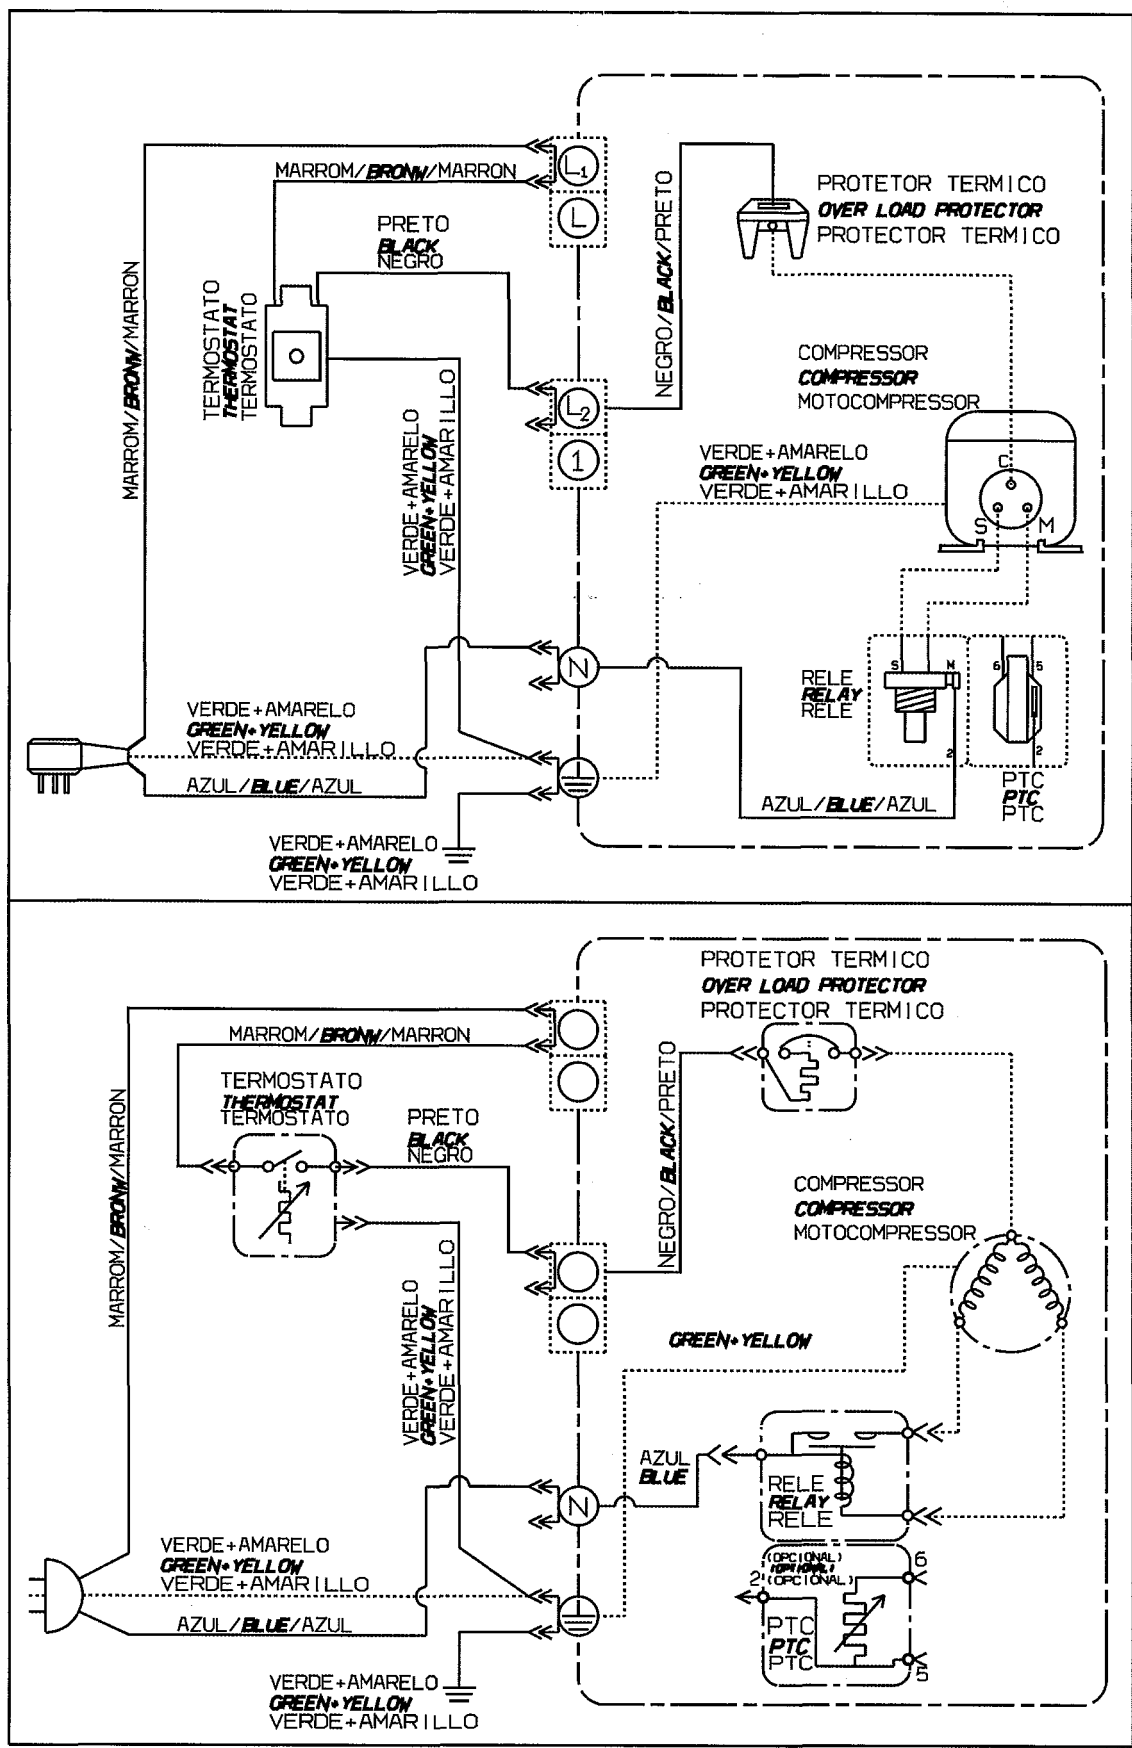 MARROM/BRONW/MARRON
L1
L
PROTETOR TERMICO
OVER LOAD PROTECTOR
PROTECTOR TERMICO
PRETO
BLACK
NEGRO
NEGRO/BLACK/PRETO
MARROM/BRONW/MARRON
TERMOSTATO
THERMOSTAT
TERMOSTATO
COMPRESSOR
COMPRESSOR
MOTOCOMPRESSOR
L2
1
VERDE+AMARELO
GREEN+YELLOW
VERDE+AMARILLO
VERDE+AMARELO
GREEN+YELLOW
VERDE+AMARILLO
C
S M
N
S M
6 5
RELE
RELAY
RELE
2
2
VERDE+AMARELO
GREEN+YELLOW
VERDE+AMARILLO
AZUL/BLUE/AZUL
AZUL/BLUE/AZUL
PTC
PTC
PTC
VERDE+AMARELO
GREEN+YELLOW
VERDE+AMARILLO
PROTETOR TERMICO
OVER LOAD PROTECTOR
PROTECTOR TERMICO
MARROM/BRONW/MARRON
TERMOSTATO
THERMOSTAT
TERMOSTATO
PRETO
BLACK
NEGRO
NEGRO/BLACK/PRETO
MARROM/BRONW/MARRON
COMPRESSOR
COMPRESSOR
MOTOCOMPRESSOR
VERDE+AMARELO
GREEN+YELLOW
VERDE+AMARILLO
GREEN+YELLOW
AZUL
BLUE
N
RELE
RELAY
RELE
VERDE+AMARELO
GREEN+YELLOW
VERDE+AMARILLO
(OPCIONAL)
(OPIONAL)
(OPCIONAL)
6
2
PTC
PTC
PTC
5
AZUL/BLUE/AZUL
VERDE+AMARELO
GREEN+YELLOW
VERDE+AMARILLO